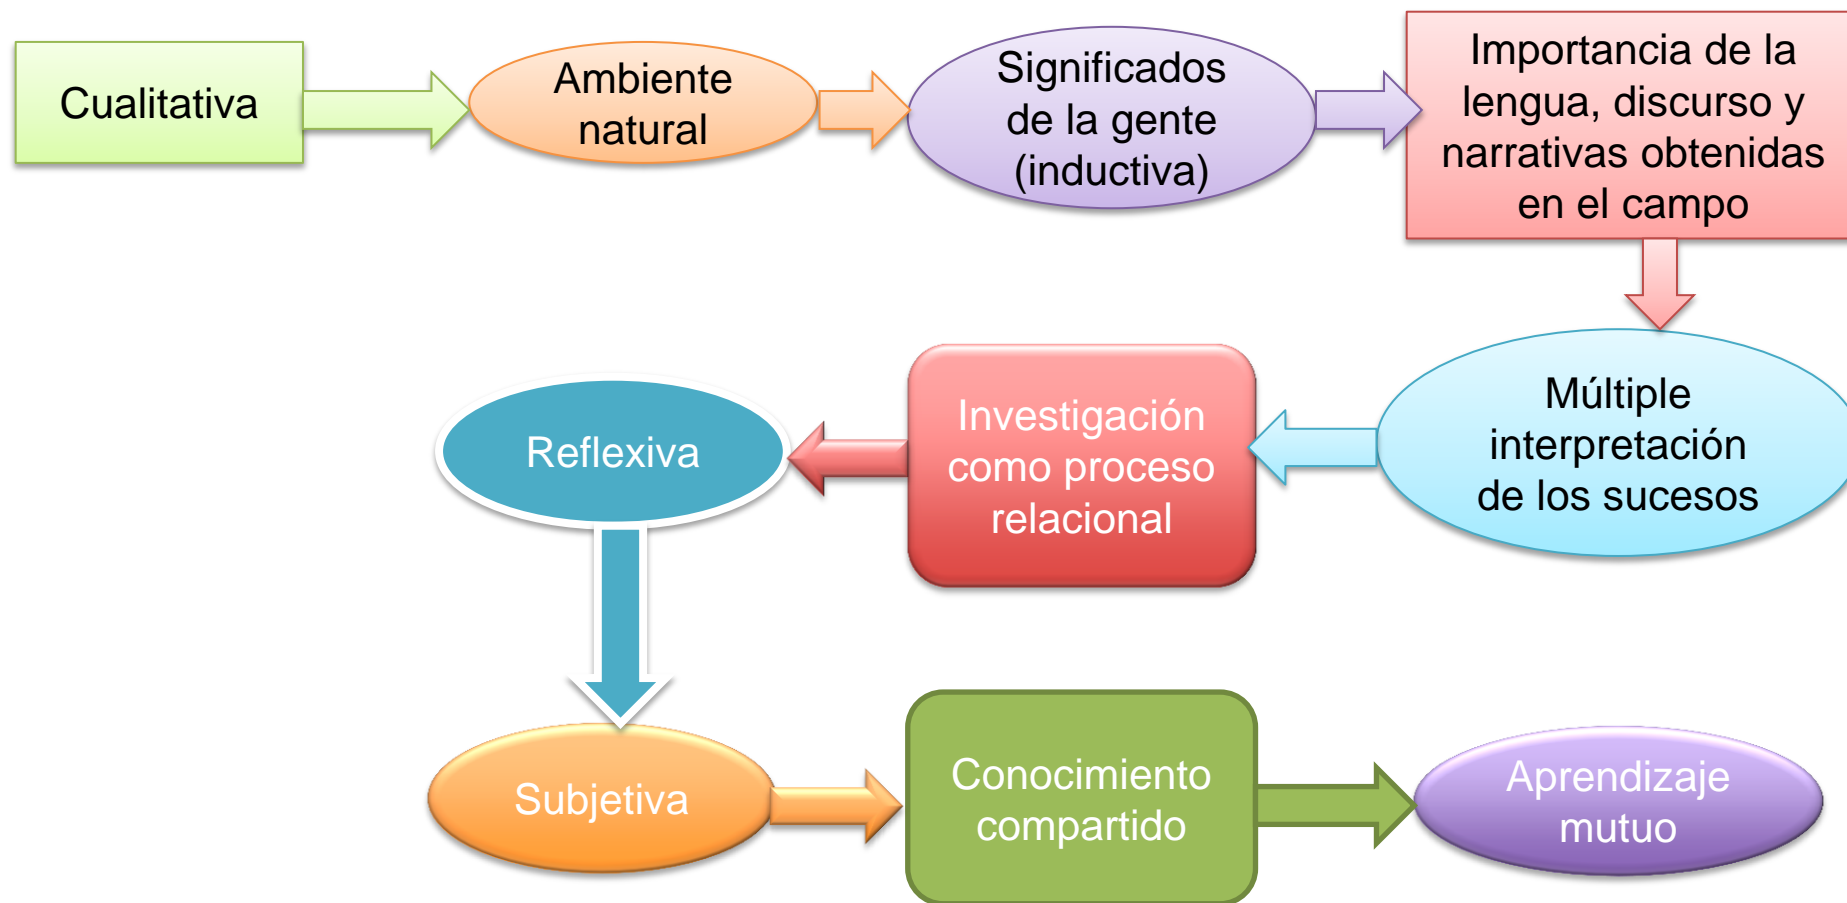 Cualitativa
Ambiente
natural
Significados
de la gente
(inductiva)
Importancia de la
lengua, discurso y
narrativas obtenidas
en el campo
Múltiple
interpretación
de los sucesos
Investigación
como proceso
relacional
Reflexiva
Subjetiva
Conocimiento
compartido
Aprendizaje
mutuo